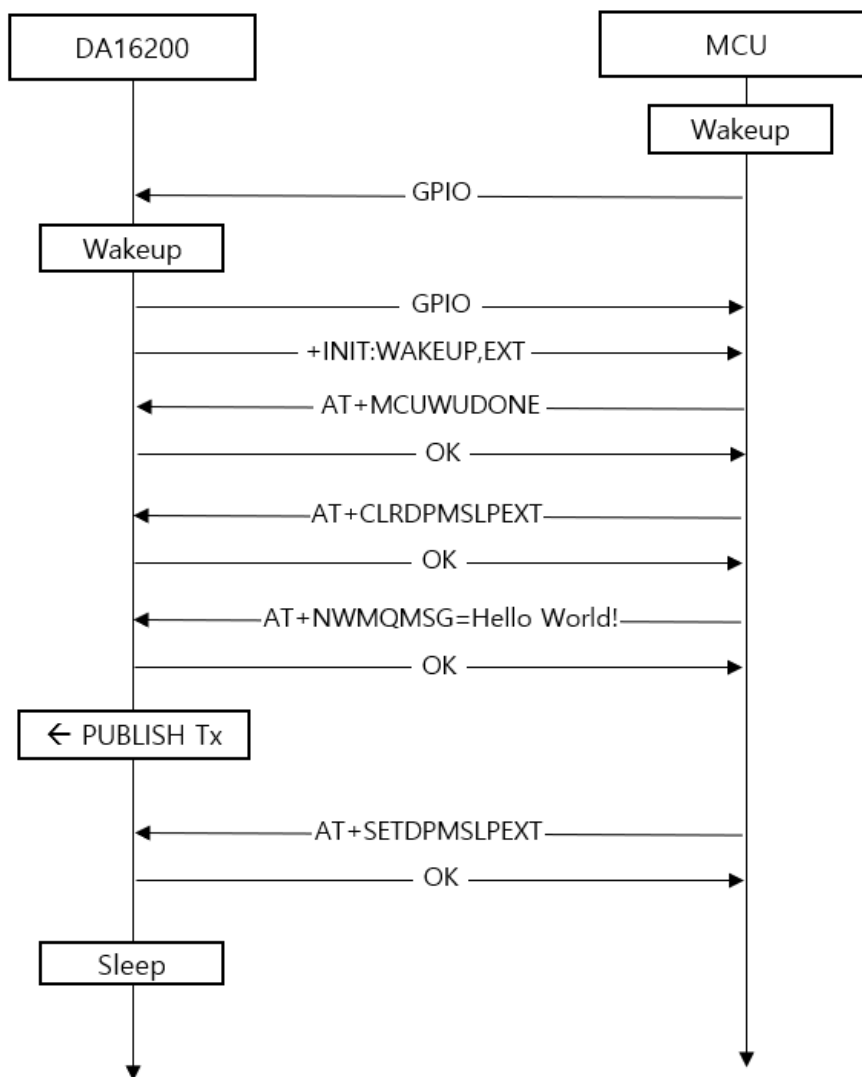 DA16200
MCU
Wakeup
GPIO
Wakeup
GPIO
+INIT:WAKEUP,EXT
AT+MCUWUDONE
OK
AT+CLRDPMSLPEXT
OK
AT+NWMQMSG=Hello World!
OK
← PUBLISH Tx
AT+SETDPMSLPEXT
OK
Sleep